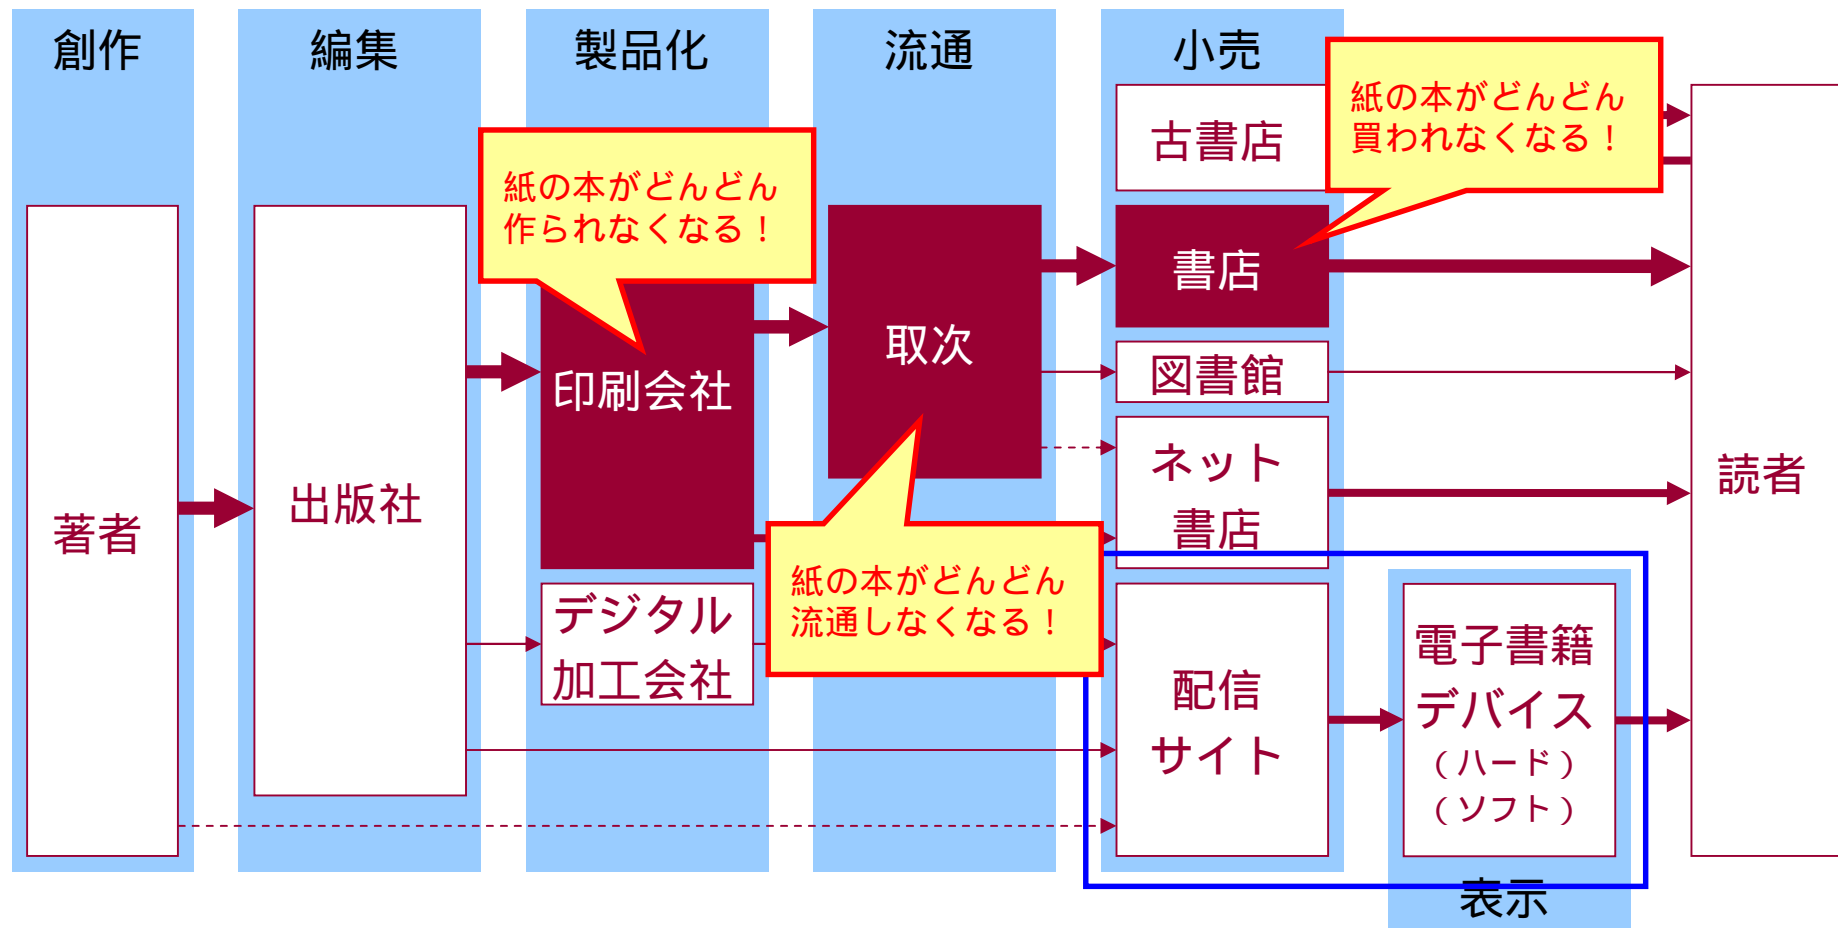 創作
編集
製品化
流通
小売
紙の本がどんどん
買われなくなる！
古書店
紙の本がどんどん
作られなくなる！
書店
取次
印刷会社
図書館
ネット
書店
著者
出版社
読者
紙の本がどんどん
流通しなくなる！
デジタル
加工会社
配信
サイト
電子書籍
デバイス
（ハード）
（ソフト）
表示